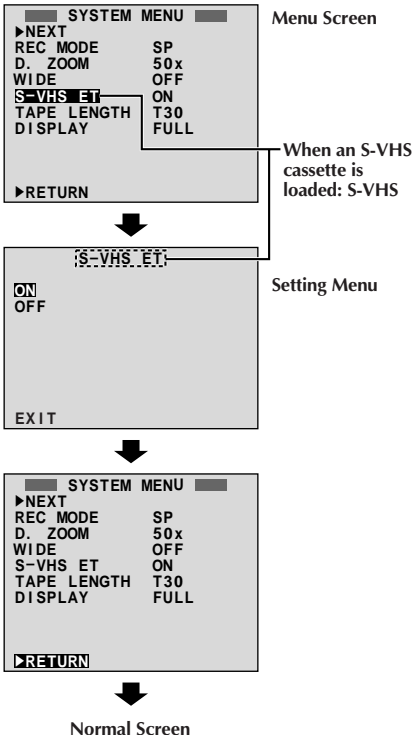 SYSTEM MENU
Menu Screen
▶NEXT
REC MODE SP
D. ZOOM 50x
WIDE OFF
S-VHS ET ON
TAPE LENGTH T30
DISPLAY FULL
When an S-VHS
cassette is
loaded: S-VHS
▶RETURN
S-VHS ET
Setting Menu
ON
OFF
EXIT
SYSTEM MENU
▶NEXT
REC MODE SP
D. ZOOM 50x
WIDE OFF
S-VHS ET ON
TAPE LENGTH T30
DISPLAY FULL
▶RETURN
Normal Screen